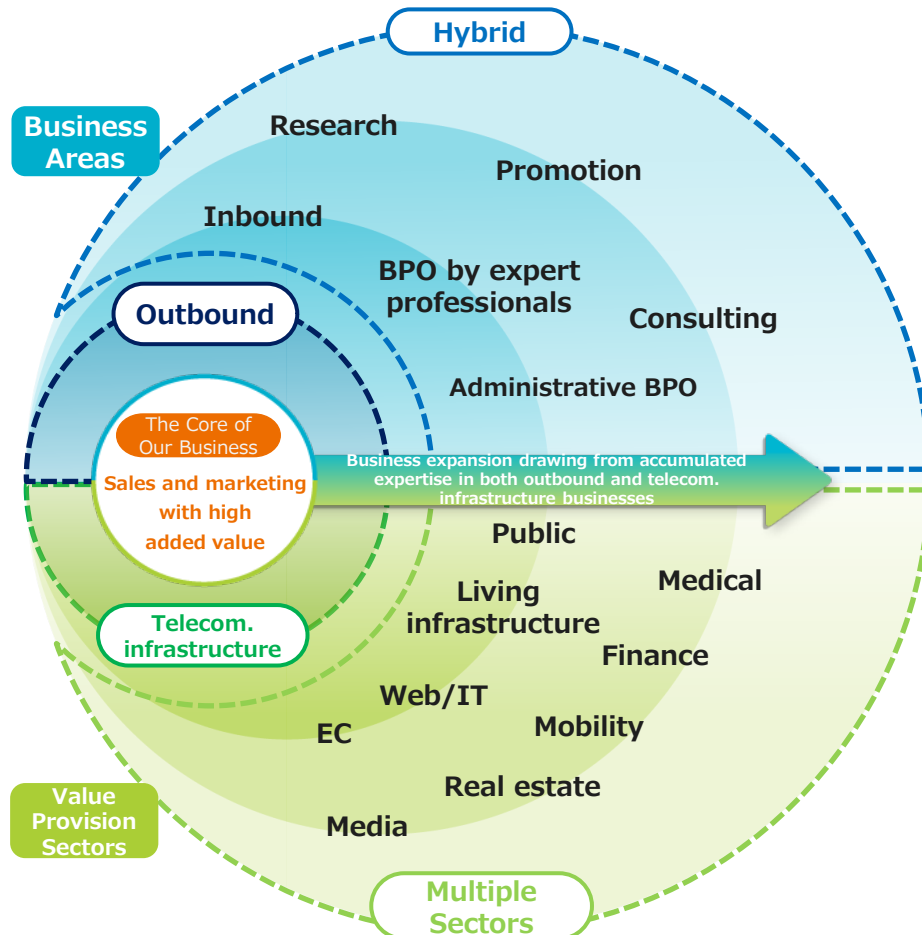 Hybrid
Business
Areas
Research
Promotion
Inbound
BPO by expert
professionals
Outbound
Consulting
Administrative BPO
The Core of
Our Business
Sales and marketing
with high
added value
Business expansion drawing from accumulated
expertise in both outbound and telecom.
infrastructure businesses
Public
Medical
Living
infrastructure
Telecom.
infrastructure
Finance
Web/IT
EC
Mobility
Real estate
Value
Provision
Sectors
Media
Multiple
Sectors